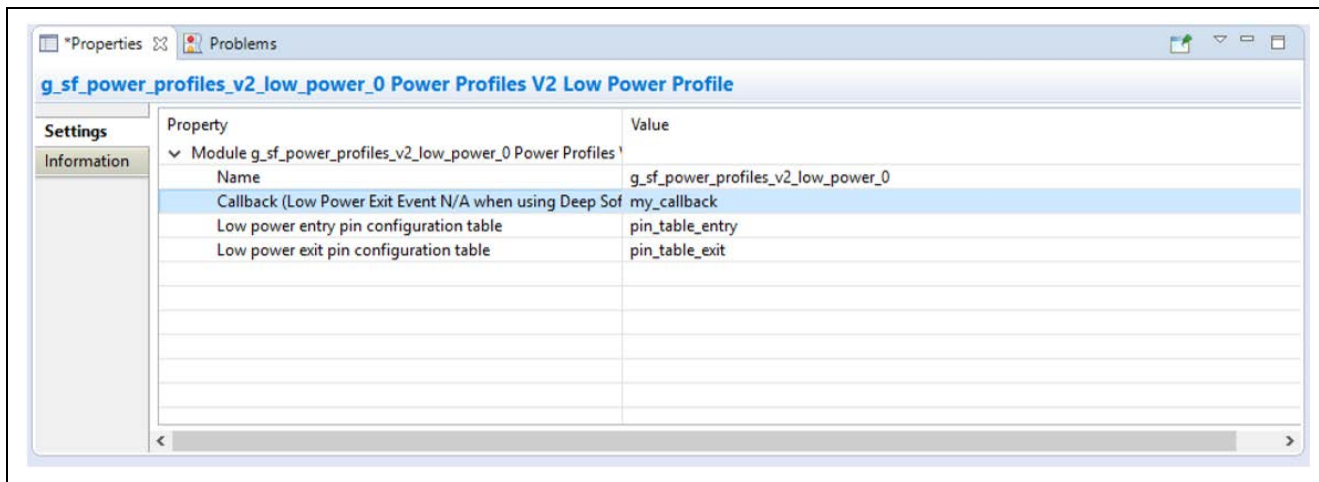 *Properties Problems
g_sf_power_profiles_v2_low_power_0 Power Profiles V2 Low Power Profile
Settings
Information
Property Value
Module g_sf_power_profiles_v2_low_power_0 Power Profiles
Name g_sf_power_profiles_v2_low_power_0
Callback (Low Power Exit Event N/A when using Deep Sof my_callback
Low power entry pin configuration table pin_table_entry
Low power exit pin configuration table pin_table_exit